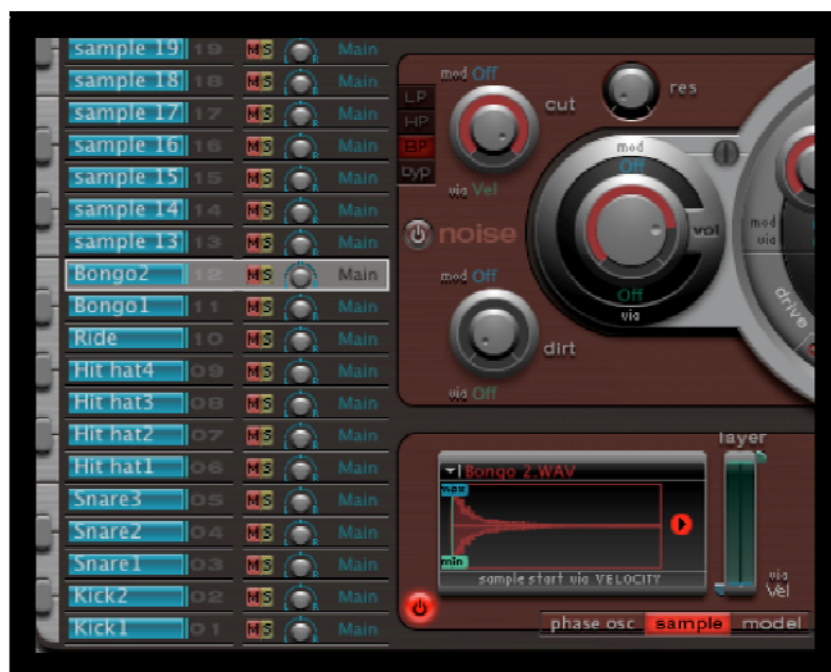 sample 19 19 M S R Main
sample 18 18 M S R Main
sample 17 17 M S R Main
sample 16 16 M S R Main
sample 15 15 M S R Main
sample 14 14 M S R Main
sample 13 13 M S R Main
Bongo2 12 M S R Main
Bongo1 11 M S R Main
Ride 10 M S R Main
Hit hat4 09 M S R Main
Hit hat3 08 M S R Main
Hit hat2 07 M S R Main
Hit hat1 06 M S R Main
Snare3 05 M S R Main
Snare2 04 M S R Main
Snare1 03 M S R Main
Kick2 02 M S R Main
Kick1 01 M S R Main
mod Off
LP
HP
BP
byp
cut
res
via Vel
noise
mod
Off
vol
Off
via
mod
via
drive
mod Off
dirt
via Off
layer
Bongo 2.WAV
max
min
sample start via VELOCITY
via
Vel
phase osc sample model